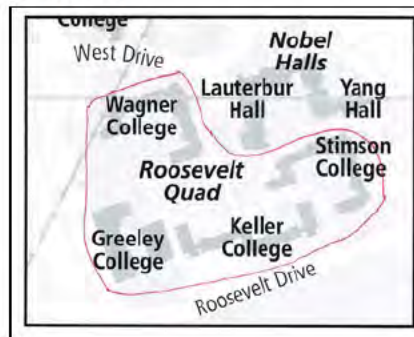 College
West Drive
Nobel
Halls
Wagner
College
Lauterbur
Hall
Yang
Hall
Roosevelt
Quad
Stimson
College
Greeley
College
Keller
College
Roosevelt Drive